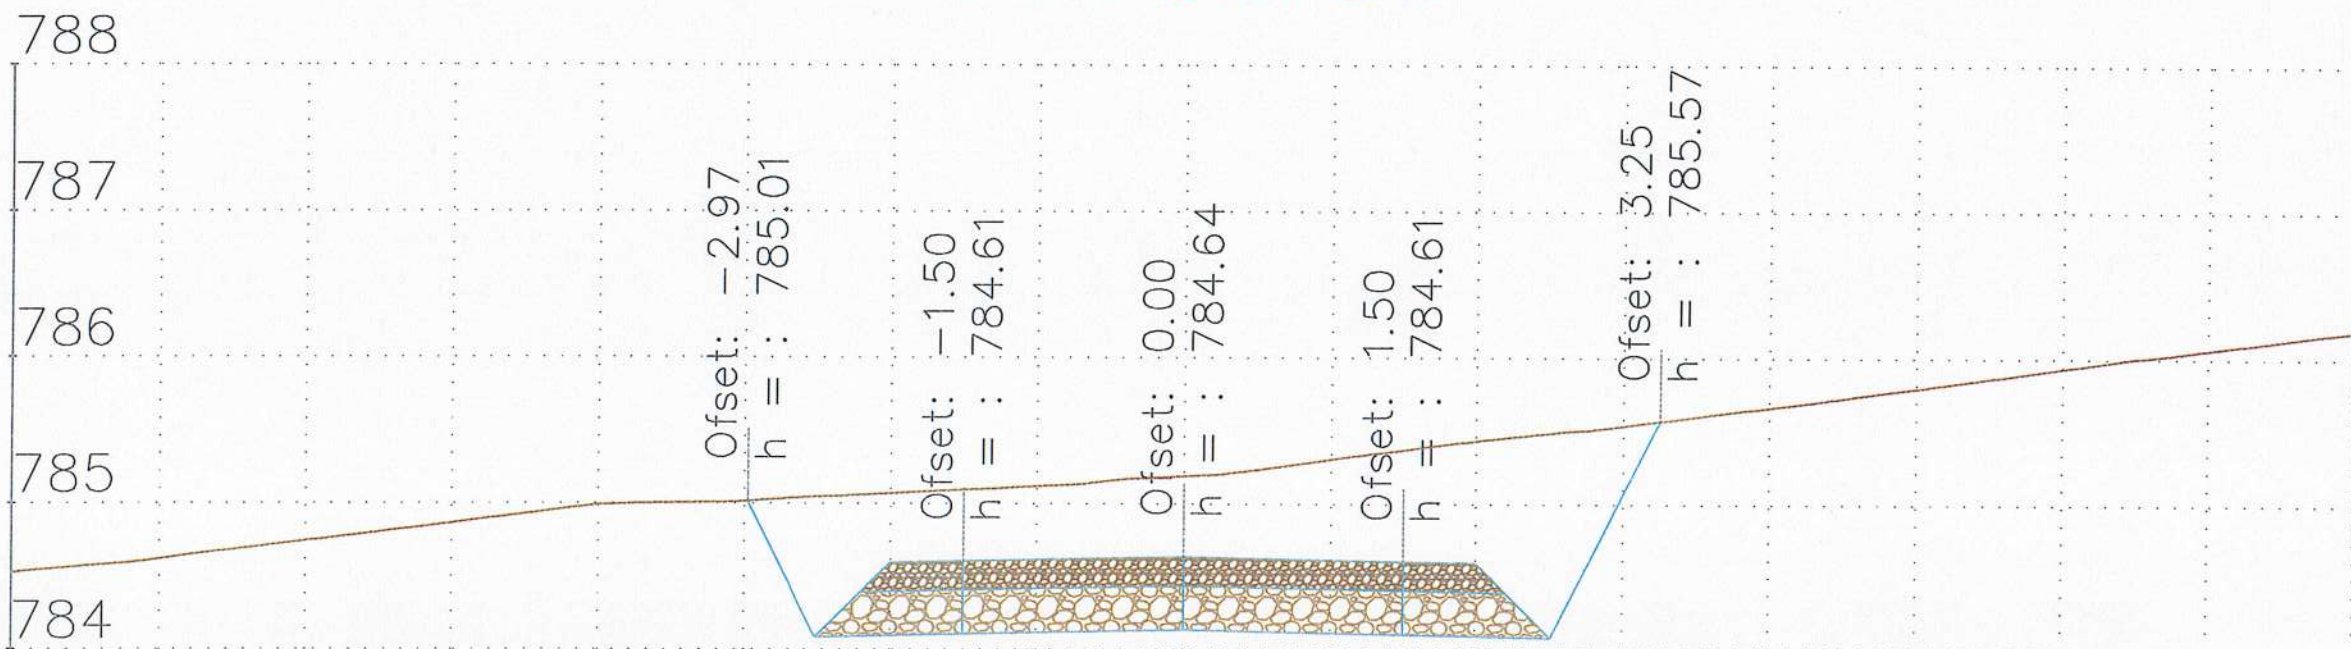 788
787
786
785
784
Ofset: -2.97
h = : 785.01
Ofset: -1.50
h = : 784.61
Ofset: 0.00
h = : 784.64
Ofset: 1.50
h = : 784.61
Ofset: 3.25
h = : 785.57